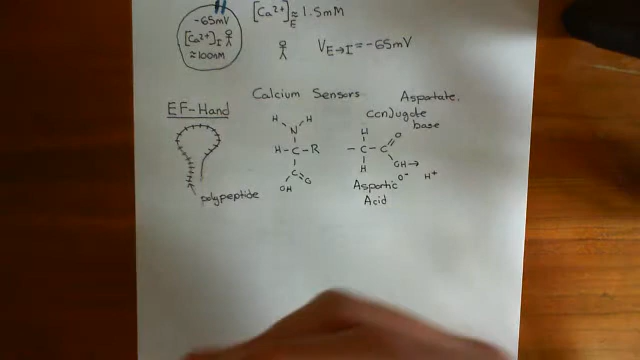 -65mV
[Ca²⁺]I
≈100nM
[Ca²⁺]E ≈ 1.5mM
V E→I = -65mV
Calcium Sensors
EF-Hand
polypeptide
H H
N
H-C-R
C=O
OH
Aspartate.
Conjugate
base
H
-C-C=O
H
OH→
O⁻ H⁺
Aspartic
Acid